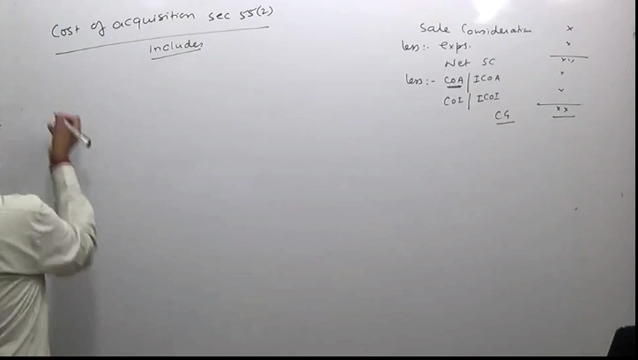 Cost of acquisition sec 55(2)
Includes
Sale Consideration x
less:- exps. x
Net SC xx
less:- COA | ICOA x
COI | ICOI x
CG xx